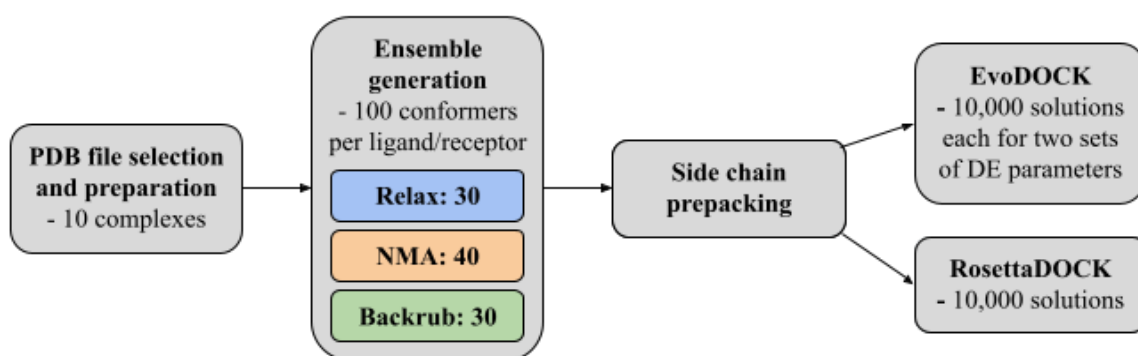 PDB file selection
and preparation
- 10 complexes
Ensemble
generation
- 100 conformers
per ligand/receptor
Relax: 30
NMA: 40
Backrub: 30
Side chain
prepacking
EvoDOCK
- 10,000 solutions
each for two sets
of DE parameters
RosettaDOCK
- 10,000 solutions